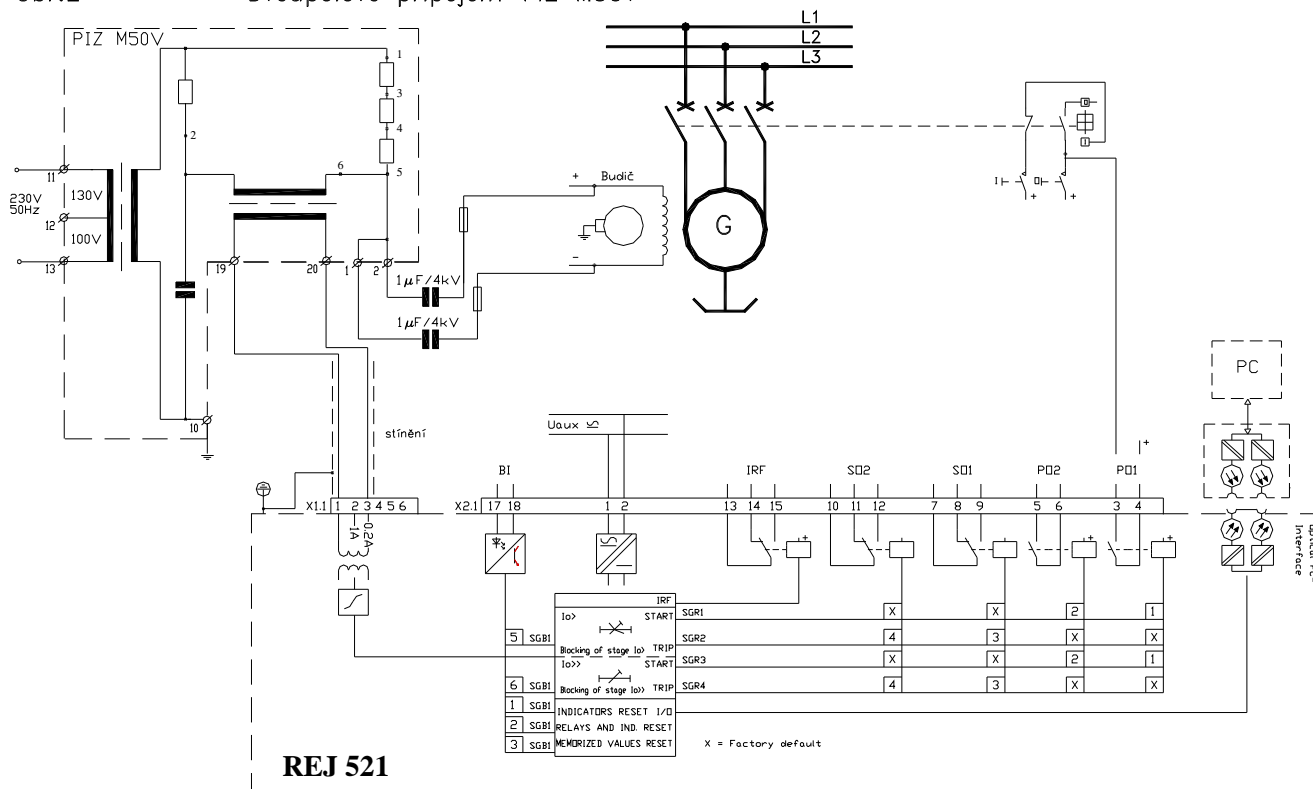 PIZ M50V
L1
L2
L3
1
3
4
5
2
6
11
12
13
230V
50Hz
130V
100V
19
20
1
2
10
1µF/4kV
1µF/4kV
+
Budič
-
G
I
0
+
+
PC
stínění
Uaux
BI
IRF
SO2
SO1
PO2
PO1
+
X1.1
1 2 3 4 5 6
X2.1
17 18
1 2
13 14 15
10 11 12
7 8 9
5 6
3 4
1A
0.2A
+
+
+
Interface
IRF
Io>
START
SGR1
X
X
2
1
5
SGB1
Blocking of stage Io>
TRIP
SGR2
4
3
X
X
Io>>
START
SGR3
X
X
2
1
6
SGB1
Blocking of stage Io>>
TRIP
SGR4
4
3
X
X
1
SGB1
INDICATORS RESET I/O
2
SGB1
RELAYS AND IND. RESET
3
SGB1
MEMORIZED VALUES RESET
X = Factory default
REJ 521